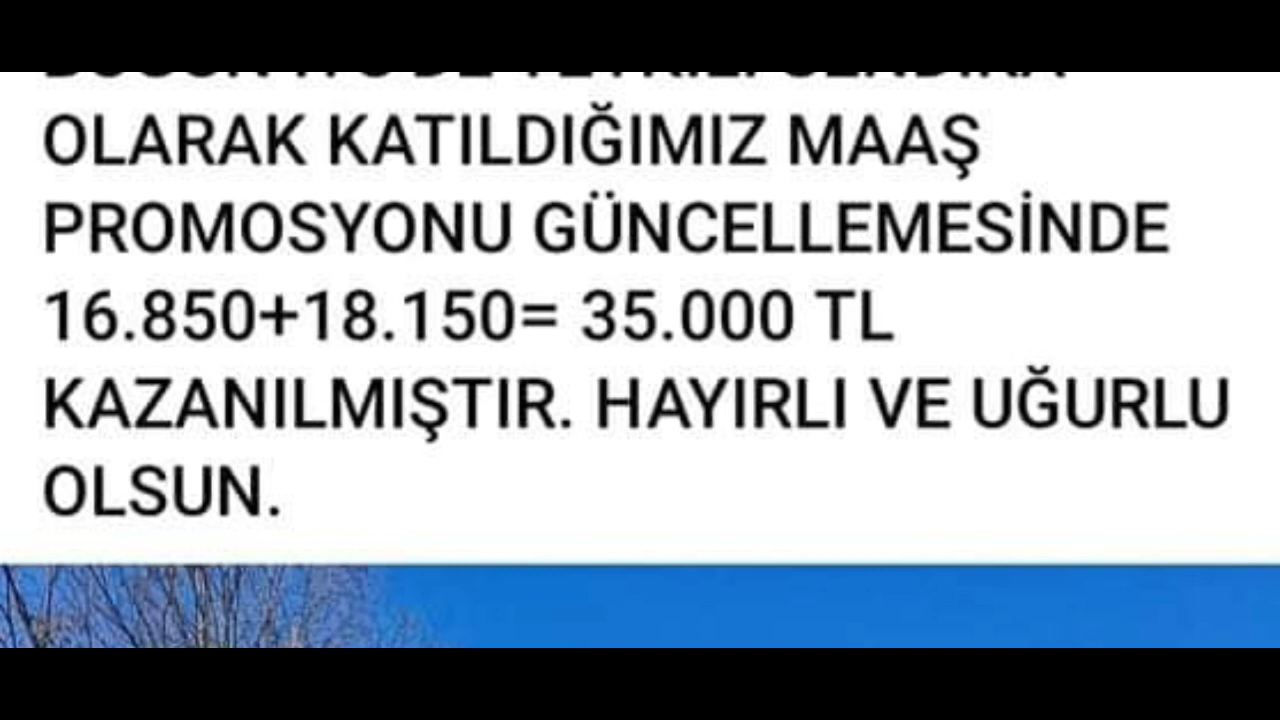 OLARAK KATILDIĞIMIZ MAAŞ
PROMOSYONU GÜNCELLEMESİNDE
16.850+18.150= 35.000 TL
KAZANILMIŞTIR. HAYIRLI VE UĞURLU
OLSUN.